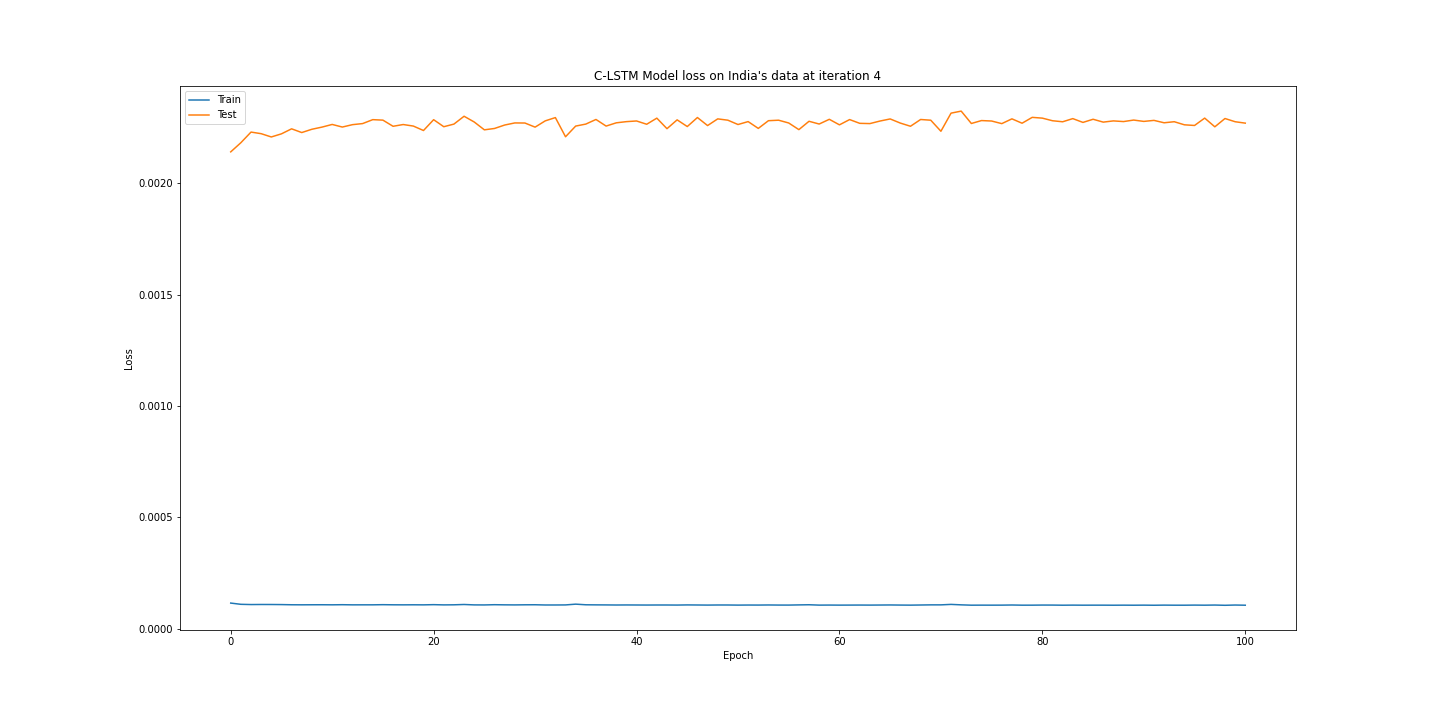 C-LSTM Model loss on India's data at iteration 4
Train
Test
0.0020
0.0015
0.0010
0.0005
0.0000
Loss
0 20 40 60 80 100
Epoch